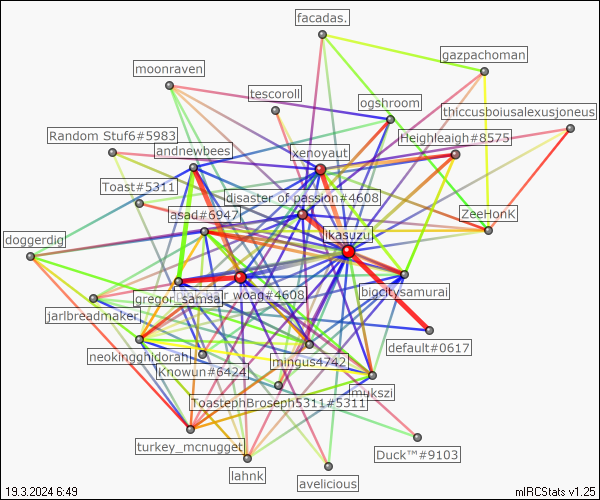 facadas.
gazpachoman
moonraven
tescoroll
ogshroom
thiccusboiusalexusjoneus
Random Stuf6#5983
Heighleaigh#8575
andnewbees
xenoyaut
Toast#5311
disaster of passion#4608
asad#6947
ZeeHonK
ikasuzu
doggerdig
gregor_samsa
woag#4608
bigcitysamurai
jarlbreadmaker
default#0617
neokingghidorah
mingus4742
Knowun#6424
mukszi
ToastephBroseph5311#5311
turkey_mcnugget
Duck™#9103
lahnk
avelicious
19.3.2024 6:49
mIRCStats v1.25